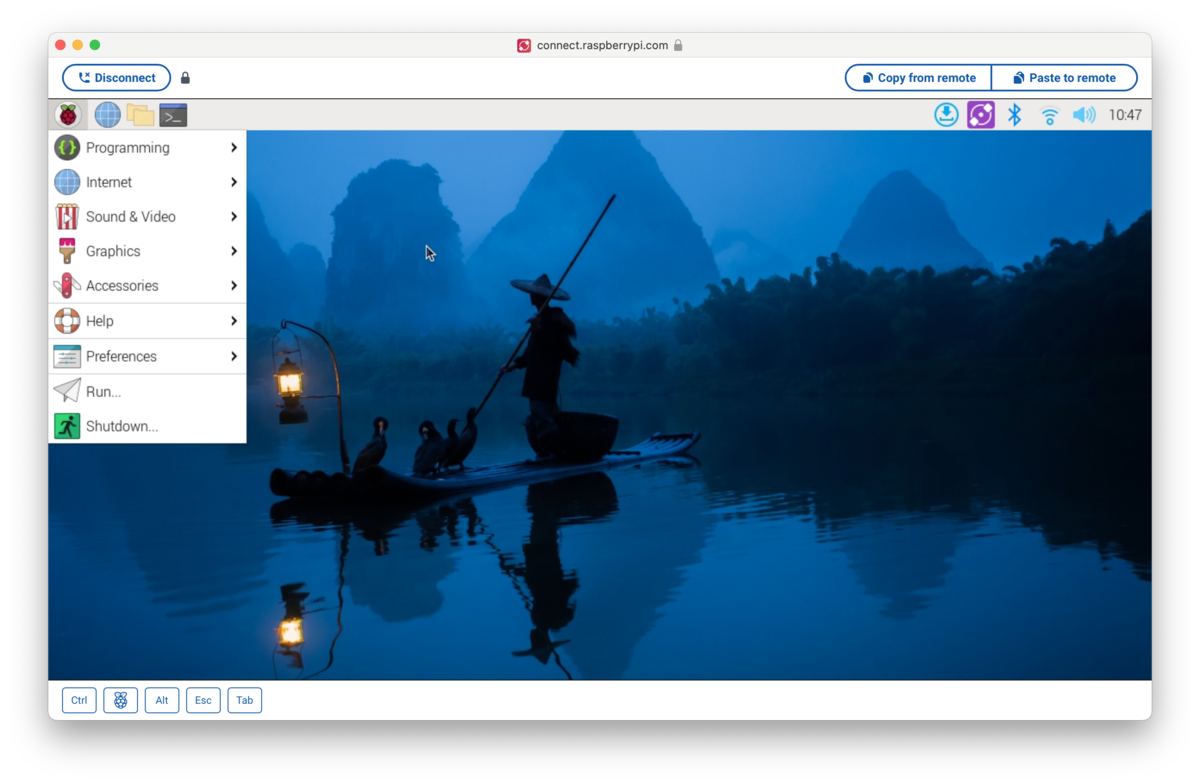 connect.raspberrypi.com
Disconnect
Copy from remote
Paste to remote
>_
10:47
Programming
Internet
Sound & Video
Graphics
Accessories
Help
Preferences
Run...
Shutdown...
Ctrl
Alt
Esc
Tab